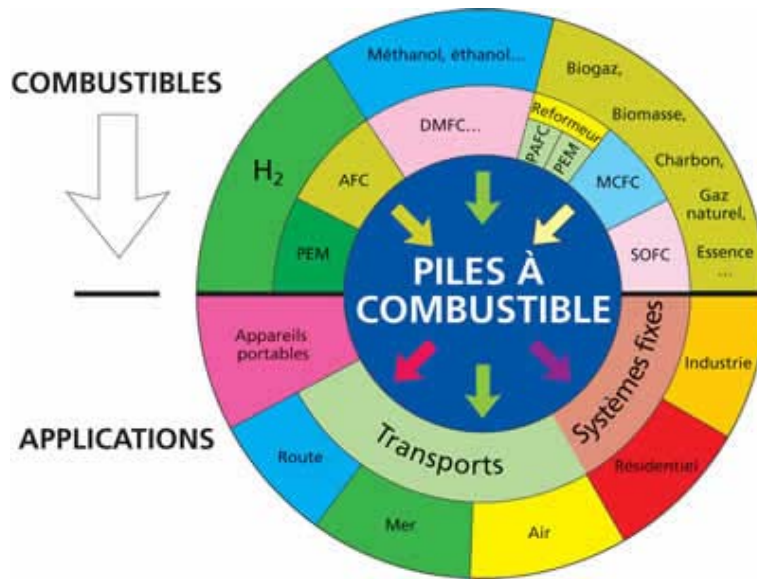 COMBUSTIBLES
Méthanol, éthanol...
Biogaz,
Biomasse,
Charbon,
Gaz
naturel,
Essence
...
H₂
DMFC...
Reformeur
PAFC
PEM
AFC
MCFC
PEM
SOFC
PILES À
COMBUSTIBLE
Appareils
portables
Systèmes fixes
Industrie
APPLICATIONS
Transports
Route
Résidentiel
Mer
Air